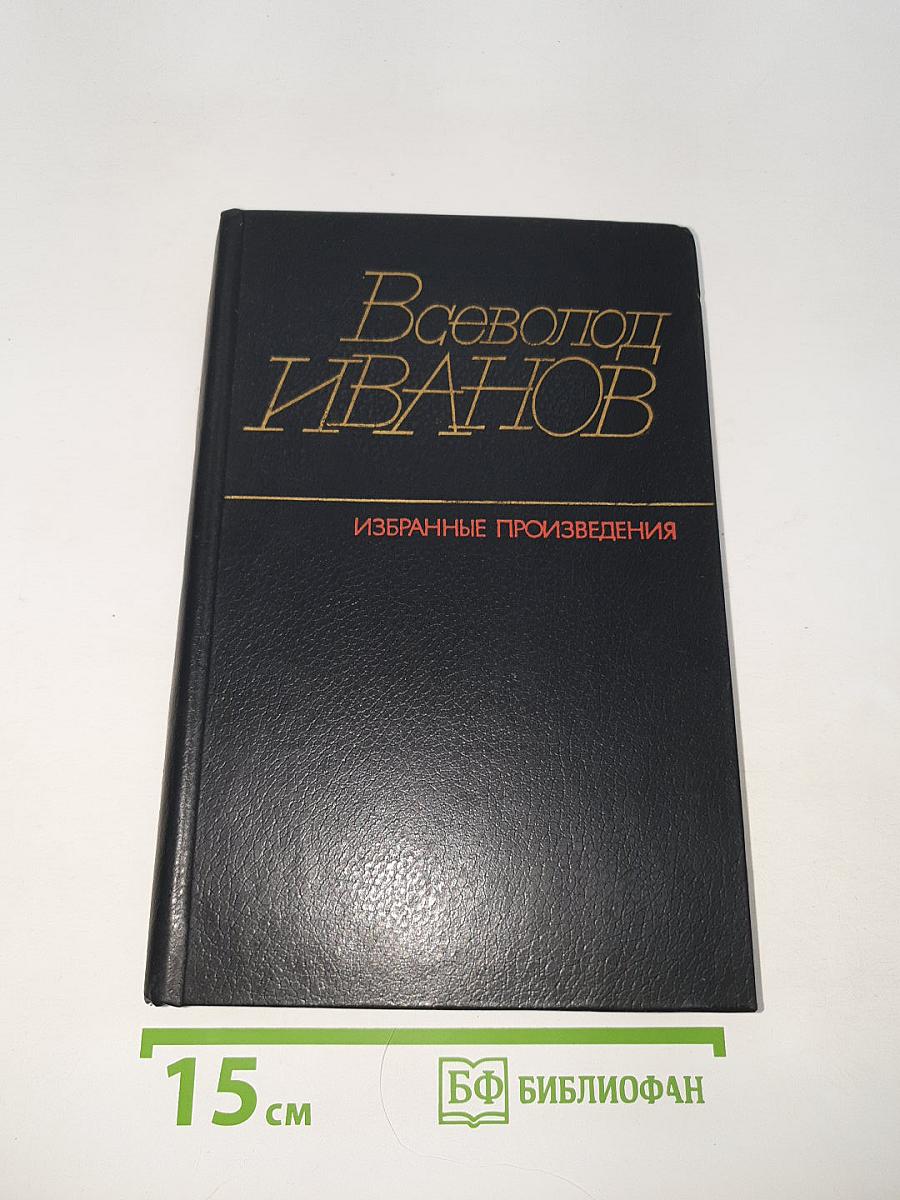 Всеволод
ИВАНОВ
ИЗБРАННЫЕ ПРОИЗВЕДЕНИЯ
15 см
БФ БИБЛИОФАН